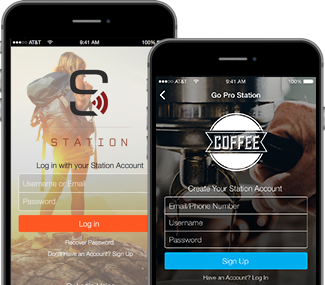 AT&T
9:41 AM
100%
STATION
Log in with your Station Account
Username or Email
Password
Log in
Recover Password
Don't Have an Account? Sign Up
AT&T
9:41 AM
100%
Go Pro Station
COFFEE
Create Your Station Account
Email/Phone Number
Username
Password
Sign Up
Have an Account? Log In